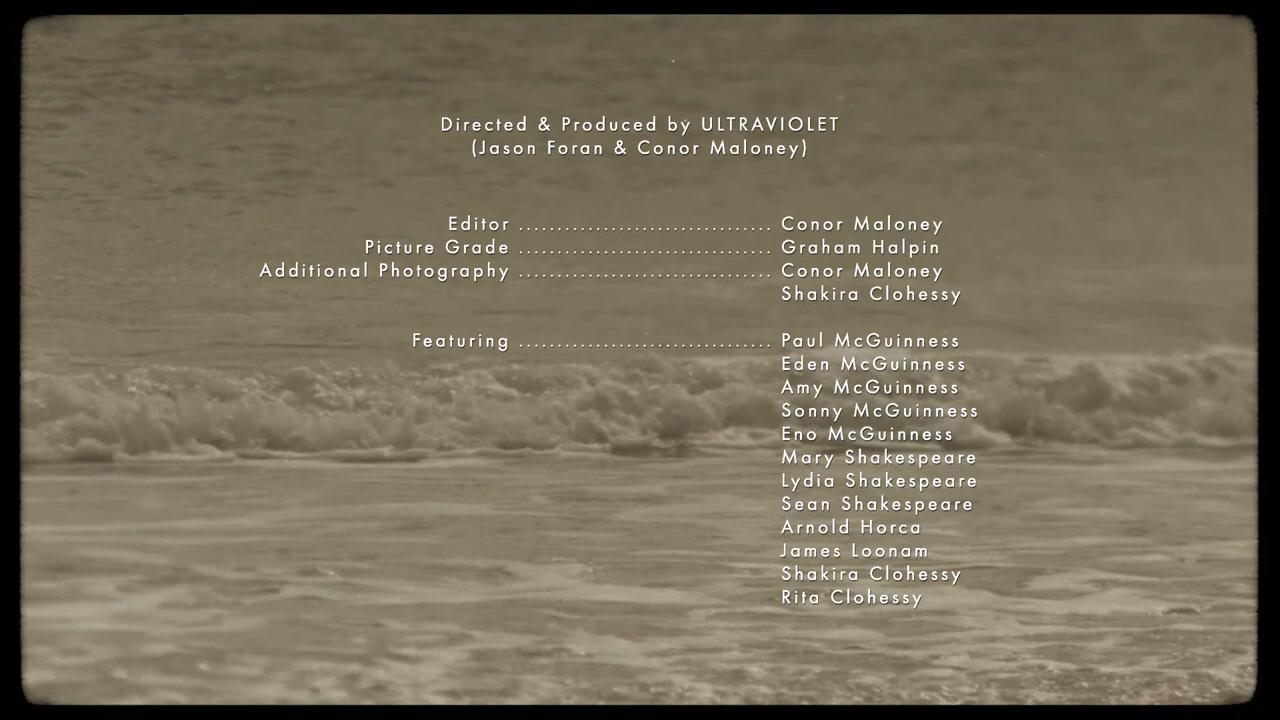 Directed & Produced by ULTRAVIOLET
(Jason Foran & Conor Maloney)
Editor ................................. Conor Maloney
Picture Grade ................................. Graham Halpin
Additional Photography ................................. Conor Maloney
Shakira Clohessy
Featuring ................................. Paul McGuinness
Eden McGuinness
Amy McGuinness
Sonny McGuinness
Eno McGuinness
Mary Shakespeare
Lydia Shakespeare
Sean Shakespeare
Arnold Horca
James Loonam
Shakira Clohessy
Rita Clohessy